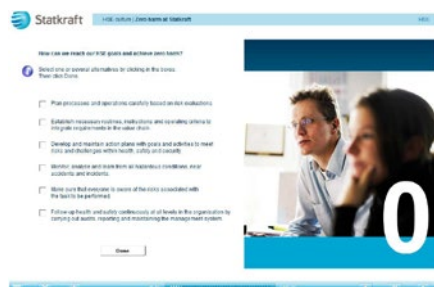 Statkraft
HSE culture | Zero harm at Statkraft
How can we reach our HSE goals and achieve zero harm?
Select one or several alternatives by clicking in the boxes.
Then click Done.
Plan processes and operations carefully based on risk evaluations
Establish necessary routines, instructions and operating criteria to
integrate requirements in the value chain
Develop and maintain action plans with goals and activities to meet
risks and challenges within health, safety and security
Monitor, analyse and learn from all hazardous conditions, near
accidents and incidents
Make sure that everyone is aware of the risks associated with
the task to be performed
Follow-up health and safety continuously at all levels in the organisation by
carrying out audits, reporting and maintaining the management system
0